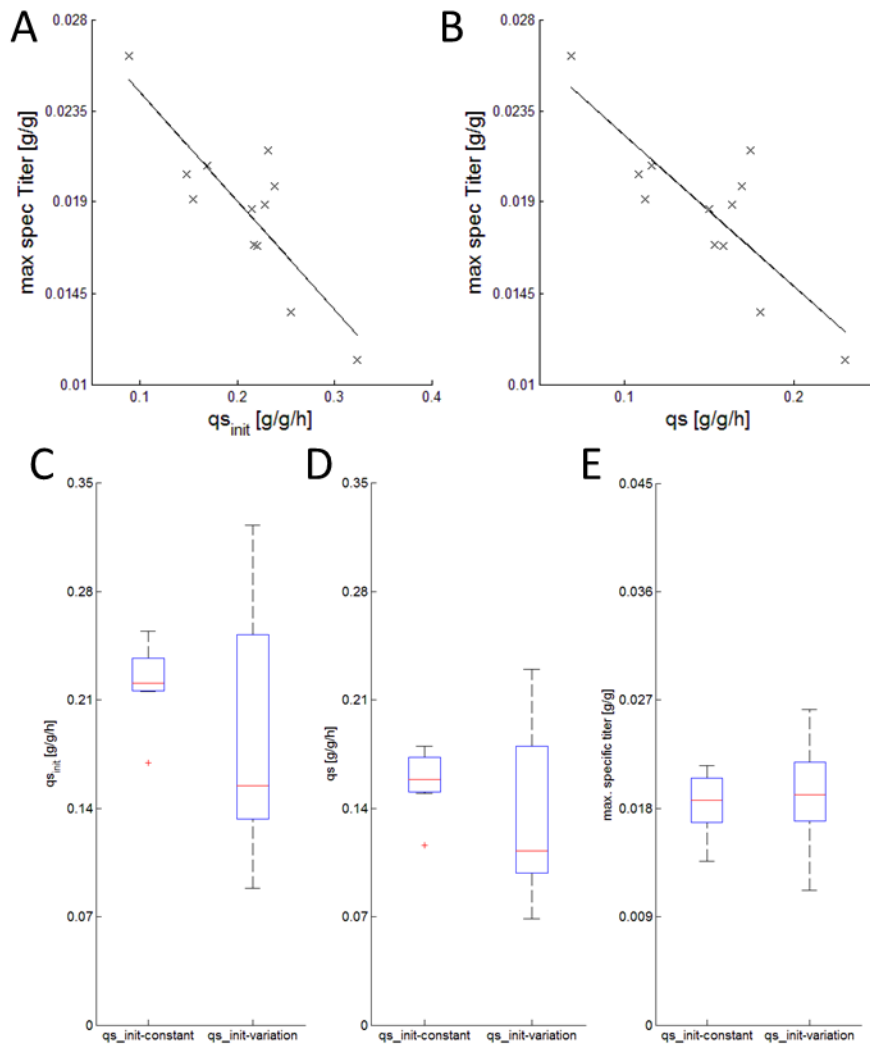 A
B
max spec Titer [g/g]
0.028
0.0235
0.019
0.0145
0.01
0.1
0.2
0.3
0.4
qs_init [g/g/h]
max spec Titer [g/g]
0.028
0.0235
0.019
0.0145
0.01
0.1
0.2
qs [g/g/h]
C
D
E
qs_init [g/g/h]
0.35
0.28
0.21
0.14
0.07
0
qs_init-constant
qs_init-variation
qs [g/g/h]
0.35
0.28
0.21
0.14
0.07
0
qs_init-constant
qs_init-variation
max. specific titer [g/g]
0.045
0.036
0.027
0.018
0.009
0
qs_init-constant
qs_init-variation